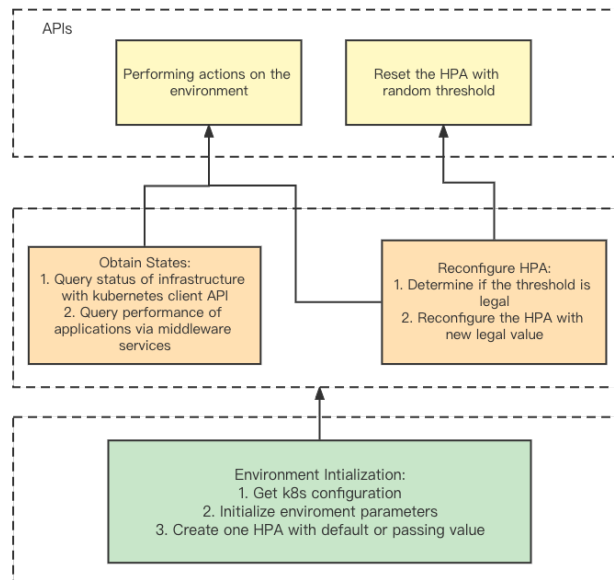 APIs
Performing actions on the
environment
Reset the HPA with
random threshold
Obtain States:
1. Query status of infrastructure
with kubernetes client API
2. Query performance of
applications via middleware
services
Reconfigure HPA:
1. Determine if the threshold is
legal
2. Reconfigure the HPA with
new legal value
Environment Intialization:
1. Get k8s configuration
2. Initialize enviroment parameters
3. Create one HPA with default or passing value